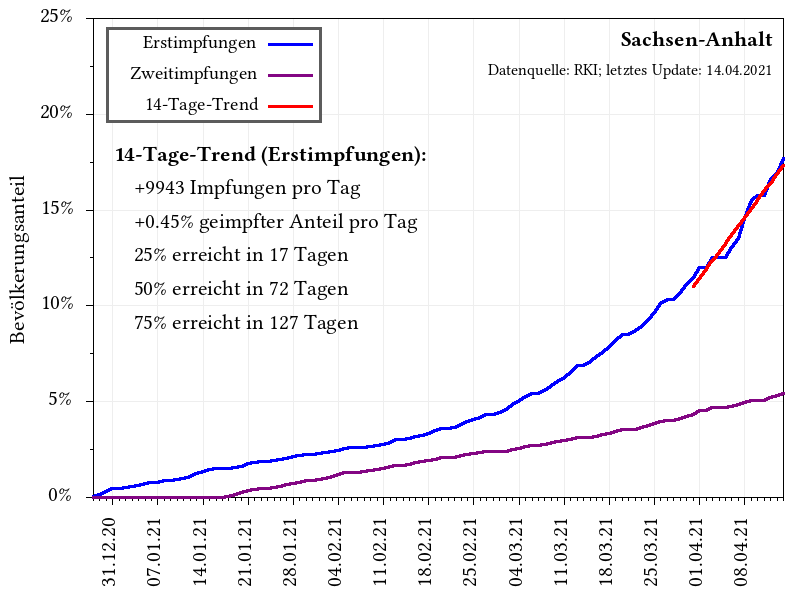 Sachsen-Anhalt
Datenquelle: RKI; letztes Update: 14.04.2021
Erstimpfungen
Zweitimpfungen
14-Tage-Trend
14-Tage-Trend (Erstimpfungen):
+9943 Impfungen pro Tag
+0.45% geimpfter Anteil pro Tag
25% erreicht in 17 Tagen
50% erreicht in 72 Tagen
75% erreicht in 127 Tagen
Bevölkerungsanteil
25%
20%
15%
10%
5%
0%
31.12.20
07.01.21
14.01.21
21.01.21
28.01.21
04.02.21
11.02.21
18.02.21
25.02.21
04.03.21
11.03.21
18.03.21
25.03.21
01.04.21
08.04.21